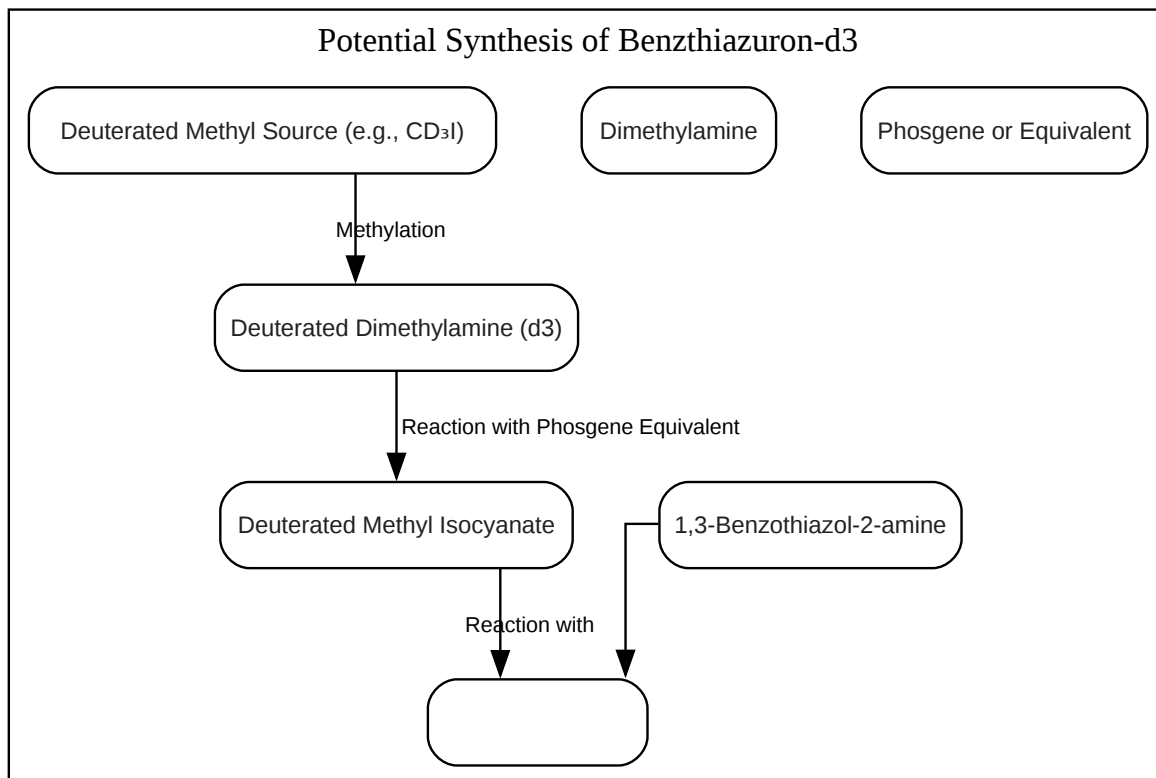 Potential Synthesis of Benzthiazuron-d3
Deuterated Methyl Source (e.g., CD₃I)
Dimethylamine
Phosgene or Equivalent
Methylation
Deuterated Dimethylamine (d3)
Reaction with Phosgene Equivalent
Deuterated Methyl Isocyanate
1,3-Benzothiazol-2-amine
Reaction with